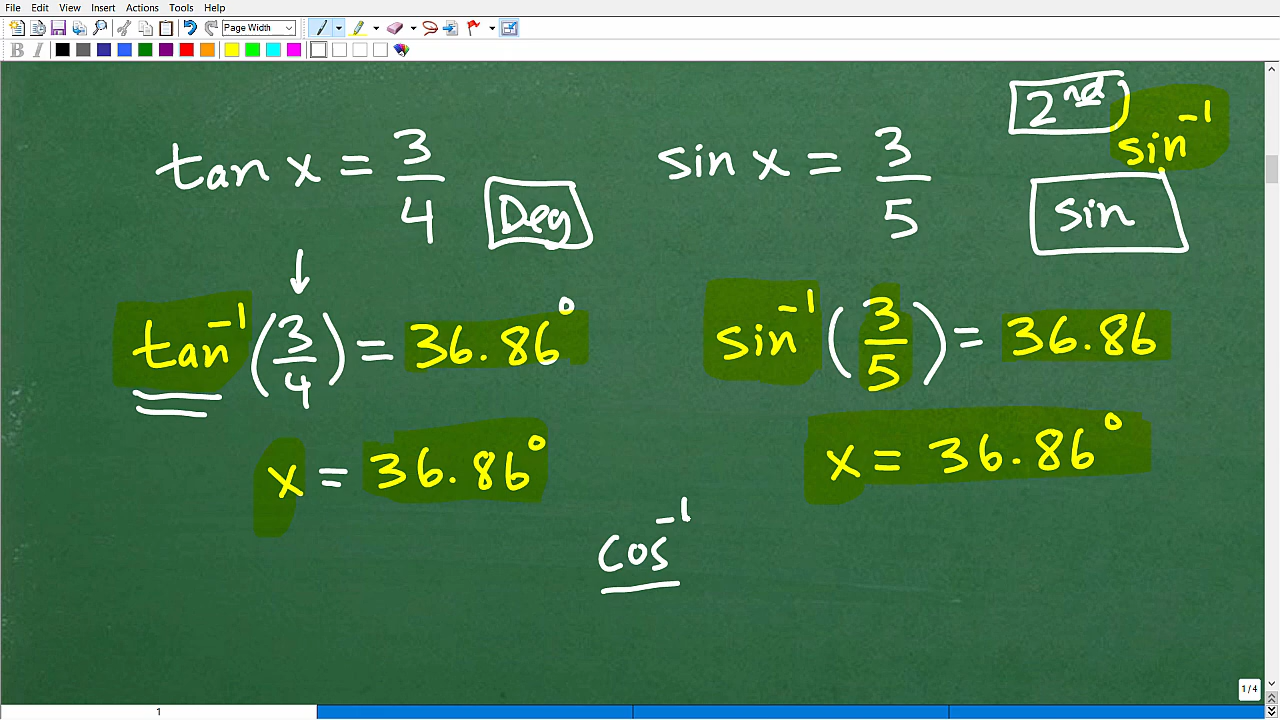 File Edit View Insert Actions Tools Help
Page Width
B I
2nd
sin⁻¹
tan x = 3/4
Deg
sin x = 3/5
sin
tan⁻¹(3/4) = 36.86°
sin⁻¹(3/5) = 36.86
x = 36.86°
x = 36.86°
cos⁻¹
1/4
1